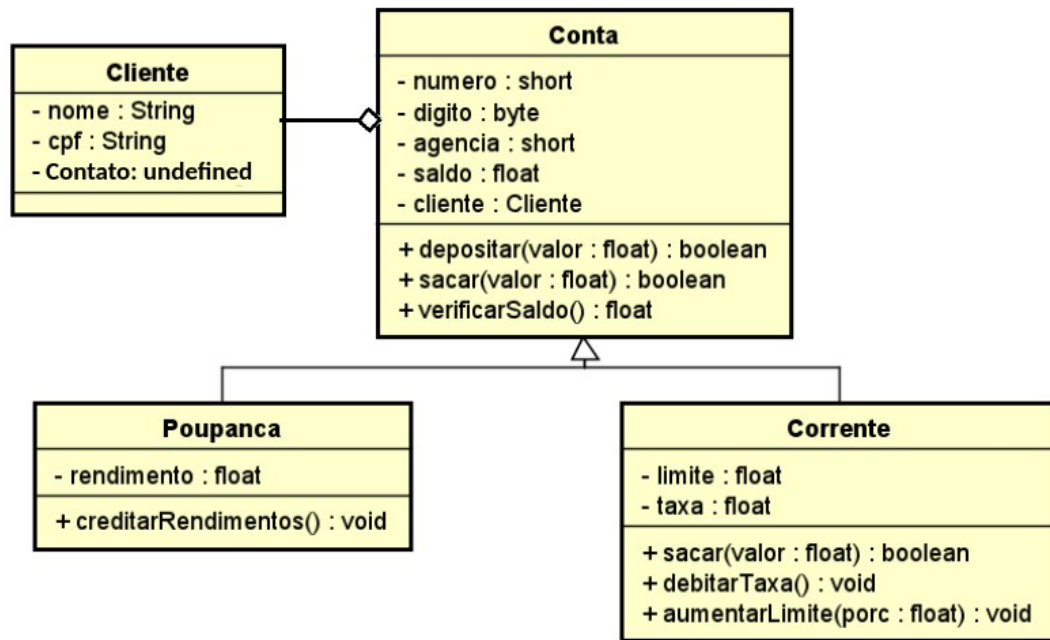 Cliente
- nome : String
- cpf : String
- Contato: undefined
Conta
- numero : short
- digito : byte
- agencia : short
- saldo : float
- cliente : Cliente
+ depositar(valor : float) : boolean
+ sacar(valor : float) : boolean
+ verificarSaldo() : float
Poupanca
- rendimento : float
+ creditarRendimentos() : void
Corrente
- limite : float
- taxa : float
+ sacar(valor : float) : boolean
+ debitarTaxa() : void
+ aumentarLimite(porc : float) : void